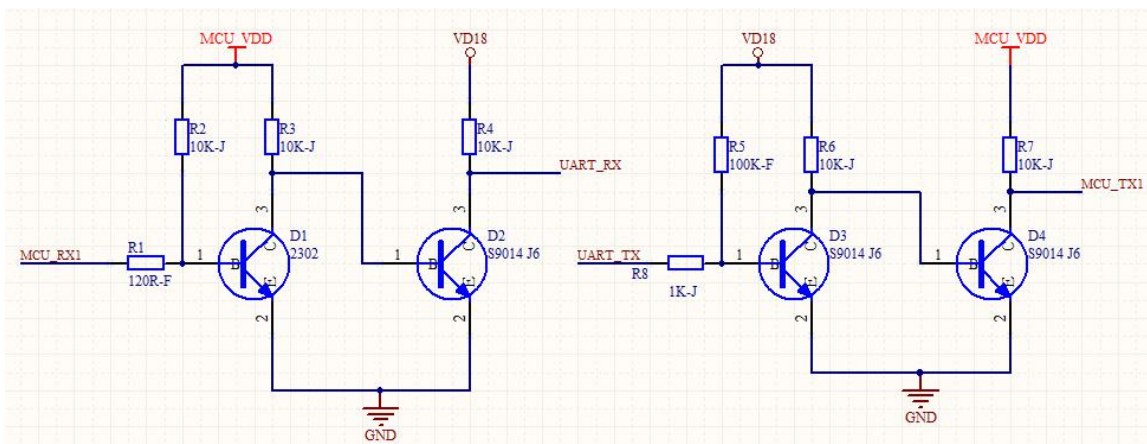 MCU_VDD
VD18
VD18
MCU_VDD
R2
10K-J
R3
10K-J
R4
10K-J
R5
100K-F
R6
10K-J
R7
10K-J
UART_RX
MCU_TX1
3
3
3
3
D1
2302
D2
S9014 J6
D3
S9014 J6
D4
S9014 J6
MCU_RX1
R1
120R-F
1
B
C
E
1
B
C
E
UART_TX
R8
1K-J
1
B
C
E
1
B
C
E
2
2
2
2
GND
GND